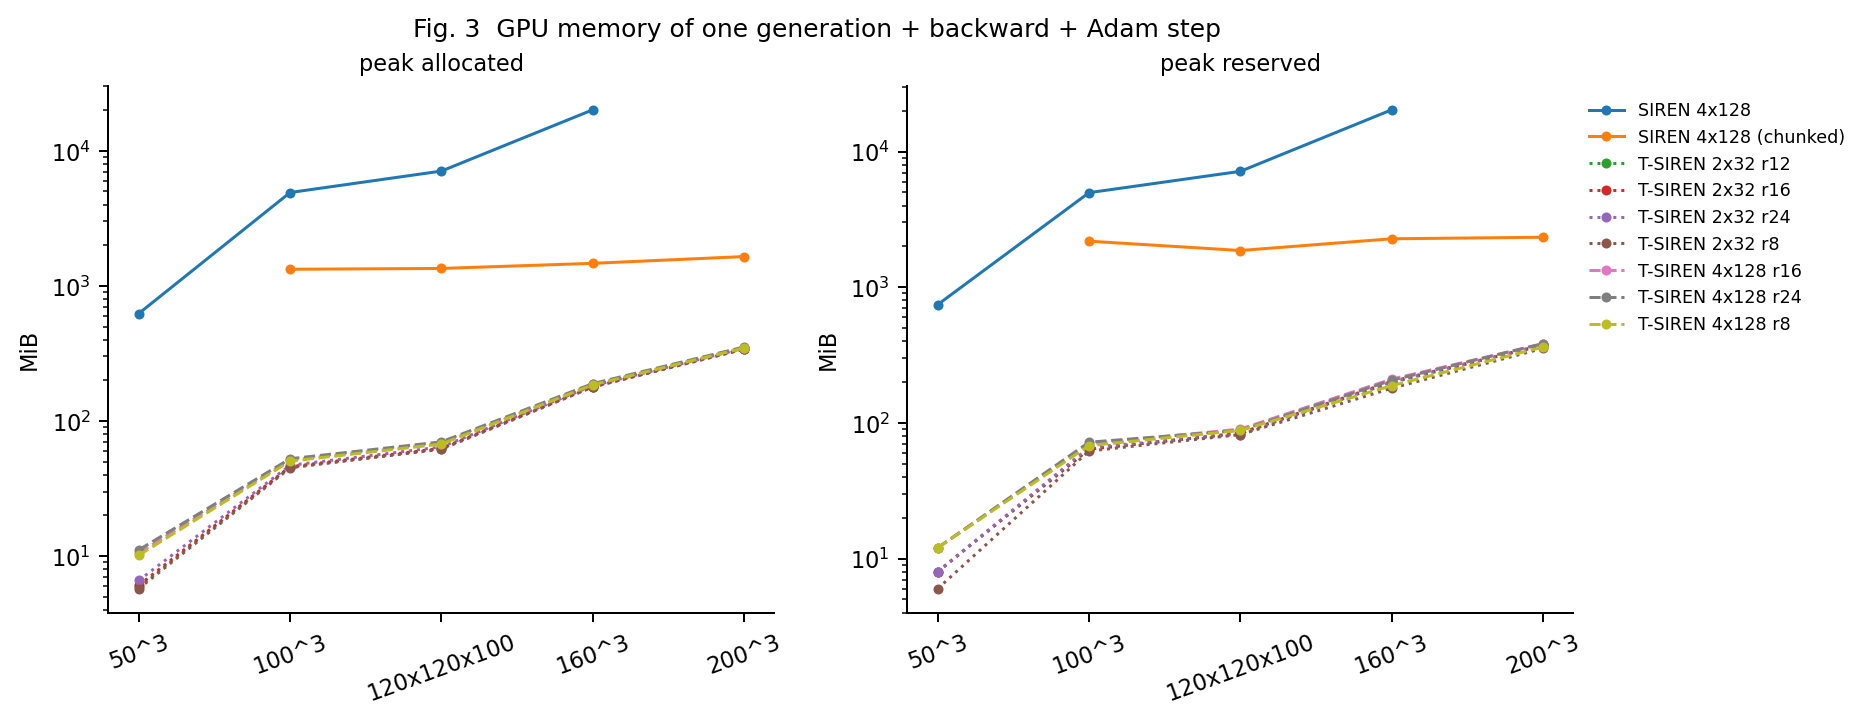 Fig. 3  GPU memory of one generation + backward + Adam step
peak allocated
MiB
10^4
10^3
10^2
10^1
50^3
100^3
120x120x100
160^3
200^3
peak reserved
MiB
10^4
10^3
10^2
10^1
50^3
100^3
120x120x100
160^3
200^3
SIREN 4x128
SIREN 4x128 (chunked)
T-SIREN 2x32 r12
T-SIREN 2x32 r16
T-SIREN 2x32 r24
T-SIREN 2x32 r8
T-SIREN 4x128 r16
T-SIREN 4x128 r24
T-SIREN 4x128 r8